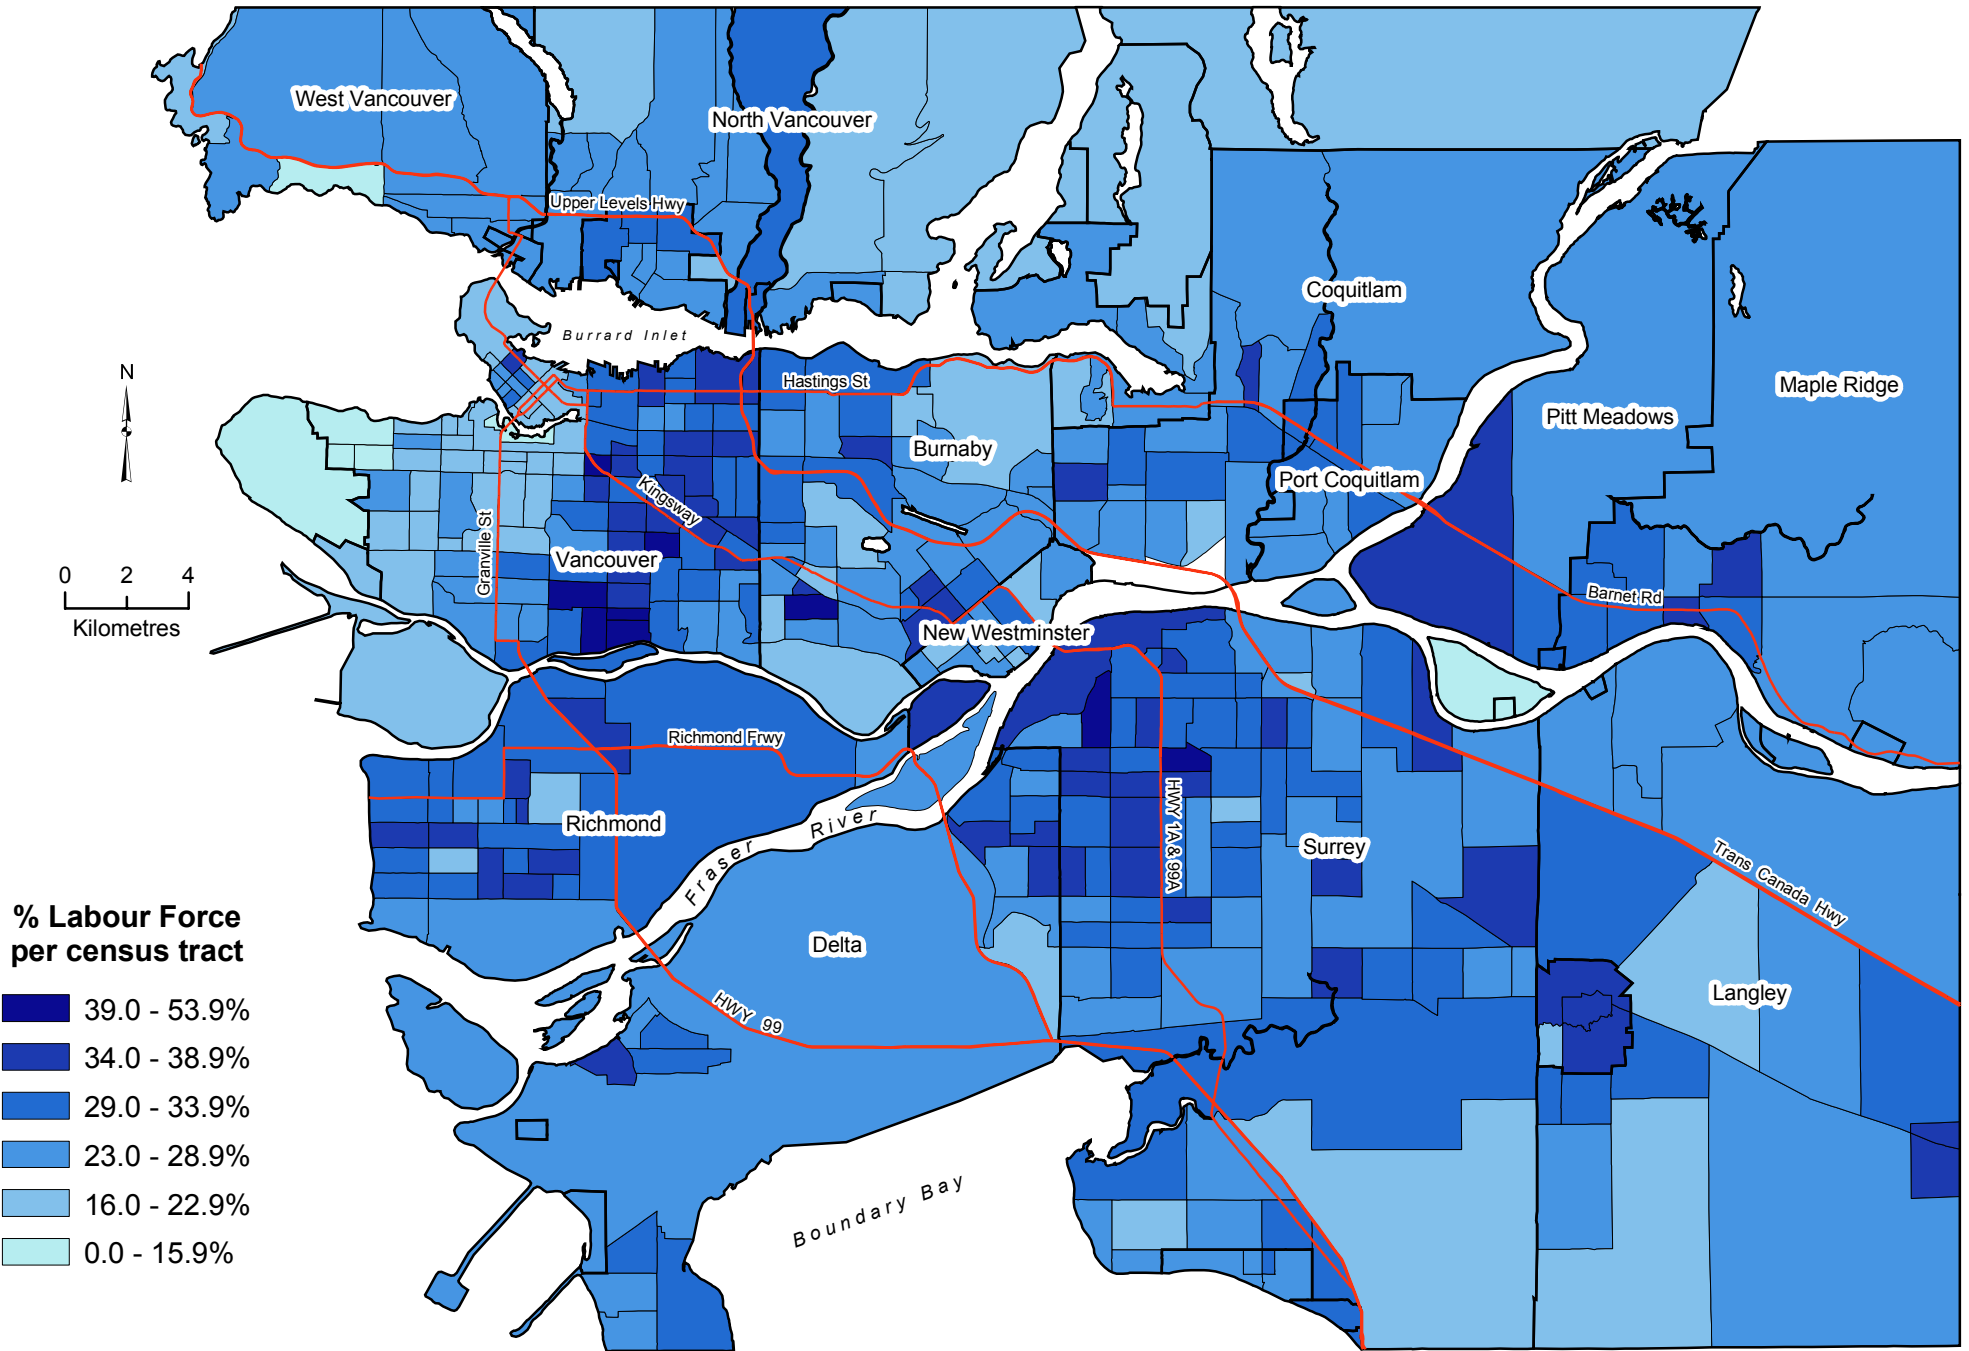 West Vancouver
North Vancouver
Upper Levels Hwy
Coquitlam
Burrard Inlet
N
Hastings St
Maple Ridge
Pitt Meadows
Burnaby
Port Coquitlam
Kingsway
Granville St
Vancouver
0 2 4
Kilometres
Barnet Rd
New Westminster
Richmond Frwy
HWY 1A & 99A
Richmond
Fraser River
Surrey
Trans Canada Hwy
Delta
Langley
HWY 99
Boundary Bay
% Labour Force
per census tract
39.0 - 53.9%
34.0 - 38.9%
29.0 - 33.9%
23.0 - 28.9%
16.0 - 22.9%
0.0 - 15.9%